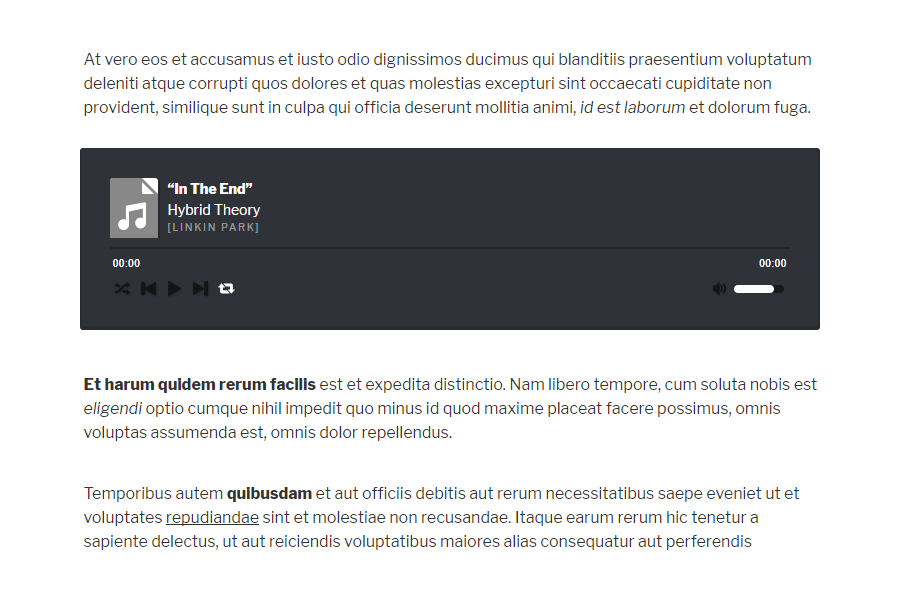 At vero eos et accusamus et iusto odio dignissimos ducimus qui blanditiis praesentium voluptatum
deleniti atque corrupti quos dolores et quas molestias excepturi sint occaecati cupiditate non
provident, similique sunt in culpa qui officia deserunt mollitia animi, id est laborum et dolorum fuga.
“In The End”
Hybrid Theory
[LINKIN PARK]
00:00 00:00
Et harum quidem rerum facilis est et expedita distinctio. Nam libero tempore, cum soluta nobis est
eligendi optio cumque nihil impedit quo minus id quod maxime placeat facere possimus, omnis
voluptas assumenda est, omnis dolor repellendus.
Temporibus autem quibusdam et aut officiis debitis aut rerum necessitatibus saepe eveniet ut et
voluptates repudiandae sint et molestiae non recusandae. Itaque earum rerum hic tenetur a
sapiente delectus, ut aut reiciendis voluptatibus maiores alias consequatur aut perferendis